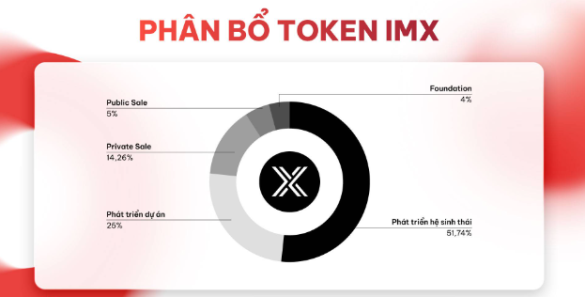 PHÂN BỔ TOKEN IMX
Foundation
4%
Public Sale
5%
Private Sale
14,26%
Phát triển dự án
25%
Phát triển hệ sinh thái
51,74%